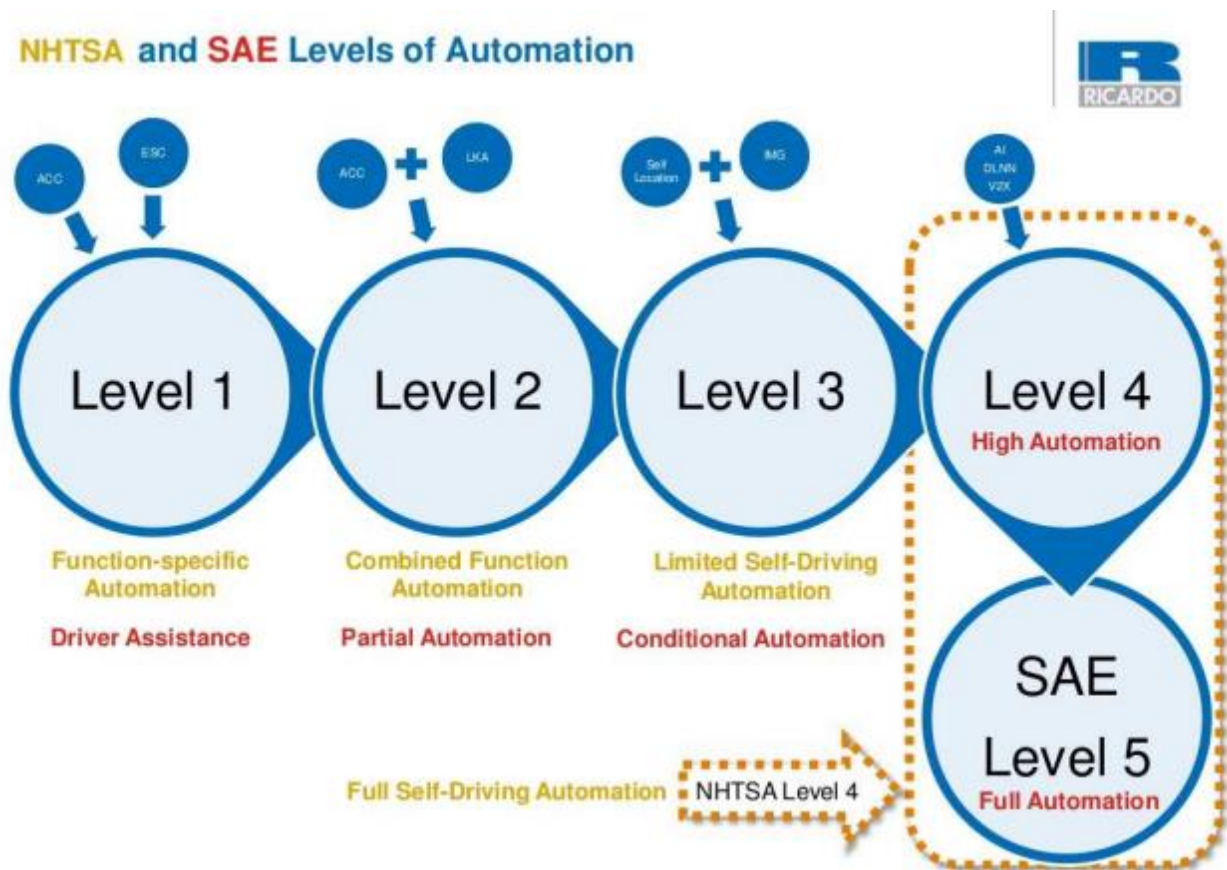 NHTSA and SAE Levels of Automation
RICARDO
ACC
ESC
ACC
LKA
Self
Location
IMG
AI
DLNN
V2X
Level 1
Level 2
Level 3
Level 4
High Automation
Function-specific
Automation
Driver Assistance
Combined Function
Automation
Partial Automation
Limited Self-Driving
Automation
Conditional Automation
SAE
Level 5
Full Automation
Full Self-Driving Automation
NHTSA Level 4